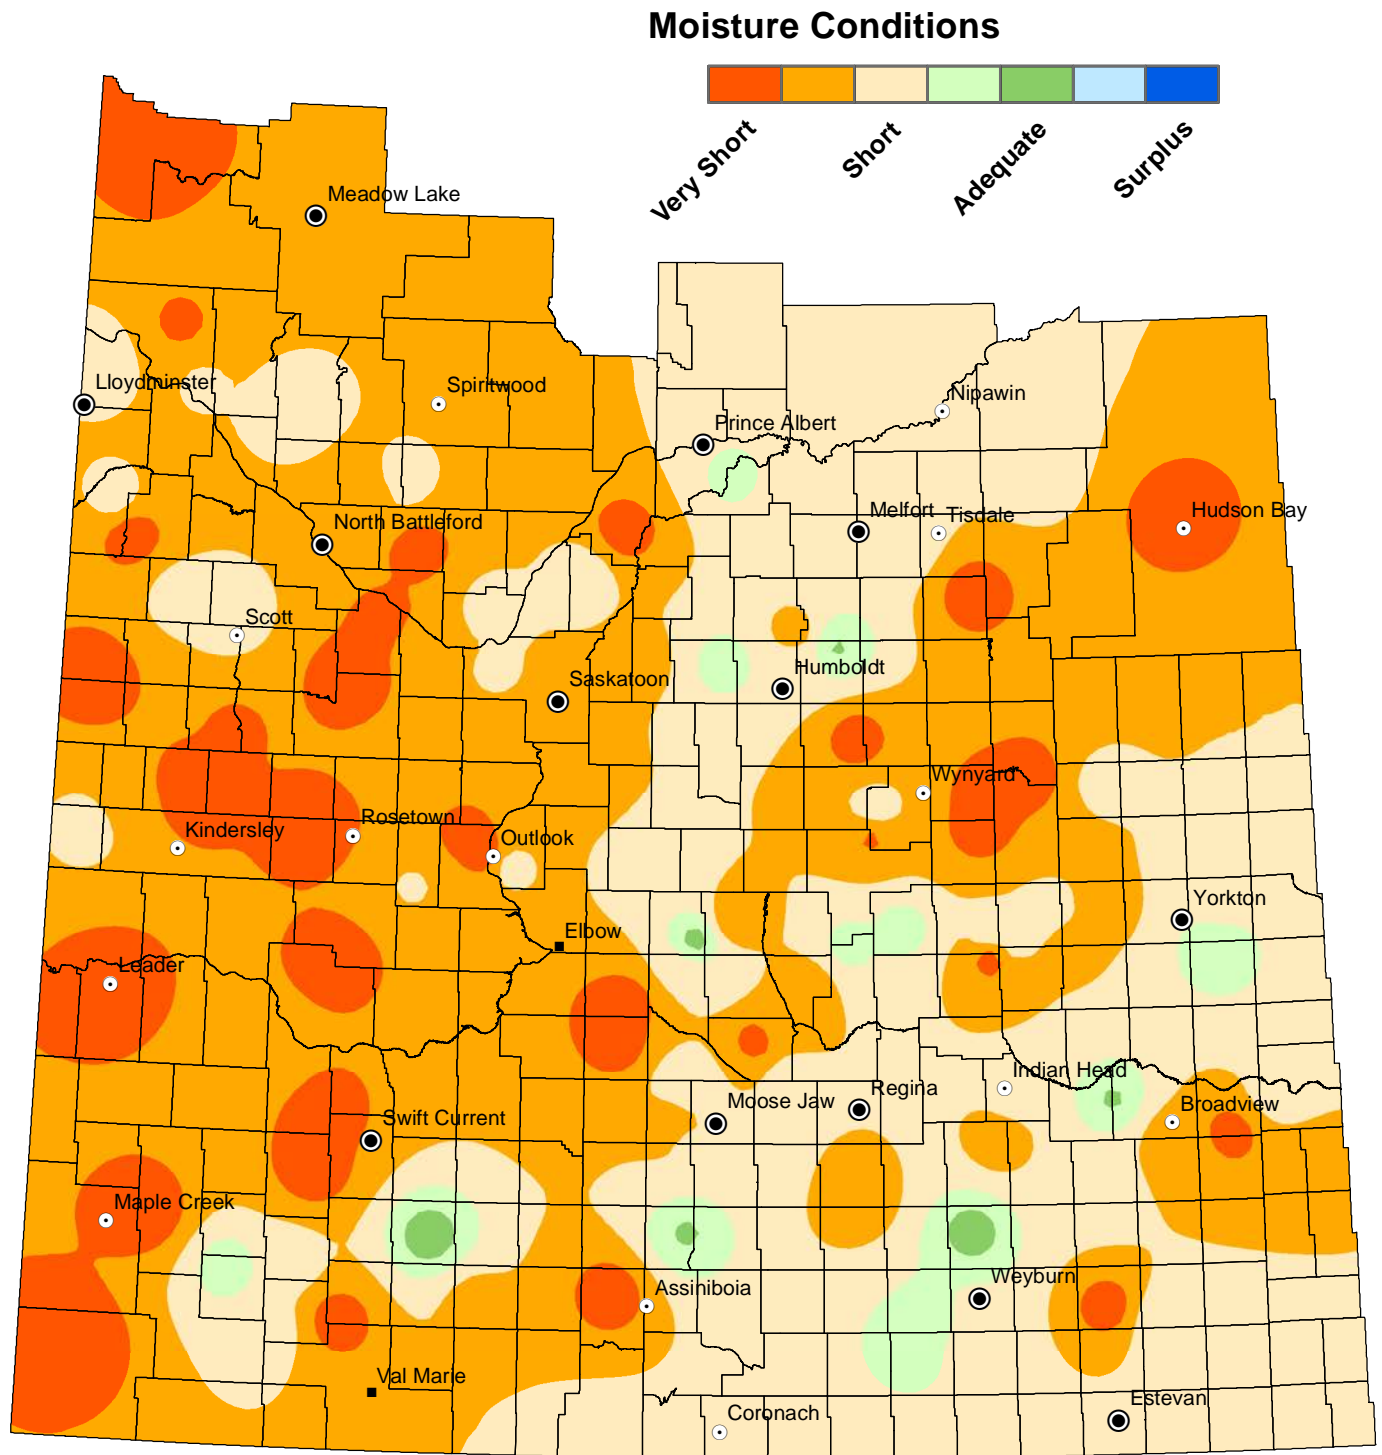 Moisture Conditions
Very Short
Short
Adequate
Surplus
Meadow Lake
Lloydminster
Spiritwood
Nipawin
Prince Albert
North Battleford
Melfort
Tisdale
Hudson Bay
Scott
Saskatoon
Humboldt
Wynyard
Kindersley
Rosetown
Outlook
Yorkton
Elbow
Leader
Indian Head
Swift Current
Moose Jaw
Regina
Broadview
Maple Creek
Assiniboia
Weyburn
Val Marie
Coronach
Estevan